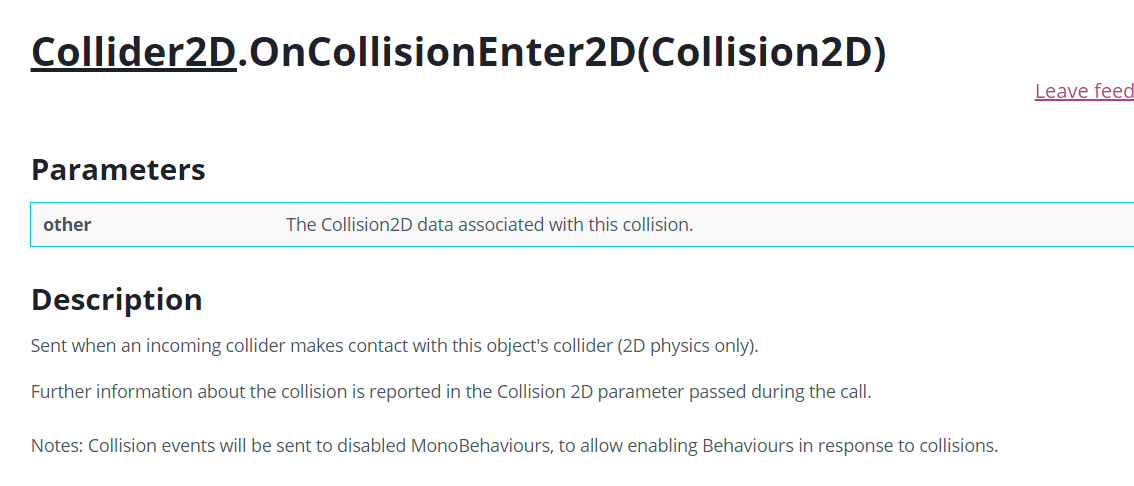 Collider2D.OnCollisionEnter2D(Collision2D)
Leave feed
Parameters
other The Collision2D data associated with this collision.
Description
Sent when an incoming collider makes contact with this object's collider (2D physics only).
Further information about the collision is reported in the Collision 2D parameter passed during the call.
Notes: Collision events will be sent to disabled MonoBehaviours, to allow enabling Behaviours in response to collisions.